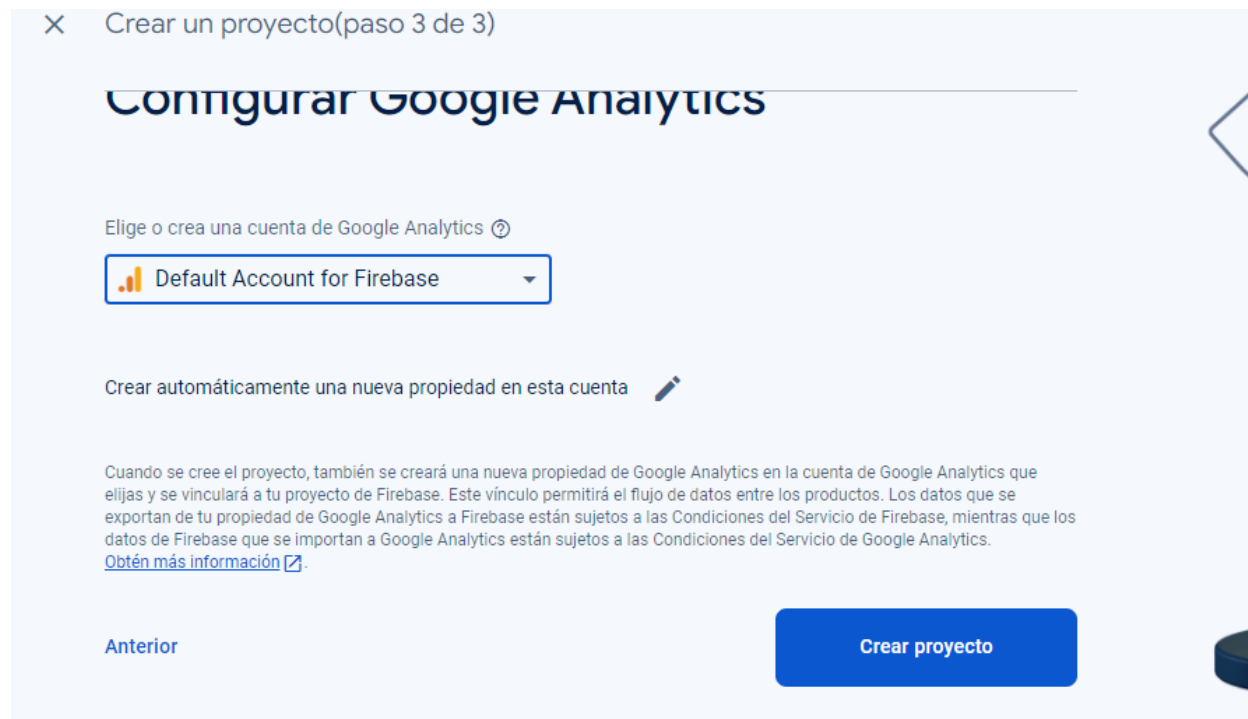 Crear un proyecto(paso 3 de 3)
Configurar Google Analytics
Elige o crea una cuenta de Google Analytics
Default Account for Firebase
Crear automáticamente una nueva propiedad en esta cuenta
Cuando se cree el proyecto, también se creará una nueva propiedad de Google Analytics en la cuenta de Google Analytics que
elijas y se vinculará a tu proyecto de Firebase. Este vínculo permitirá el flujo de datos entre los productos. Los datos que se
exportan de tu propiedad de Google Analytics a Firebase están sujetos a las Condiciones del Servicio de Firebase, mientras que los
datos de Firebase que se importan a Google Analytics están sujetos a las Condiciones del Servicio de Google Analytics.
Obtén más información.
Anterior
Crear proyecto